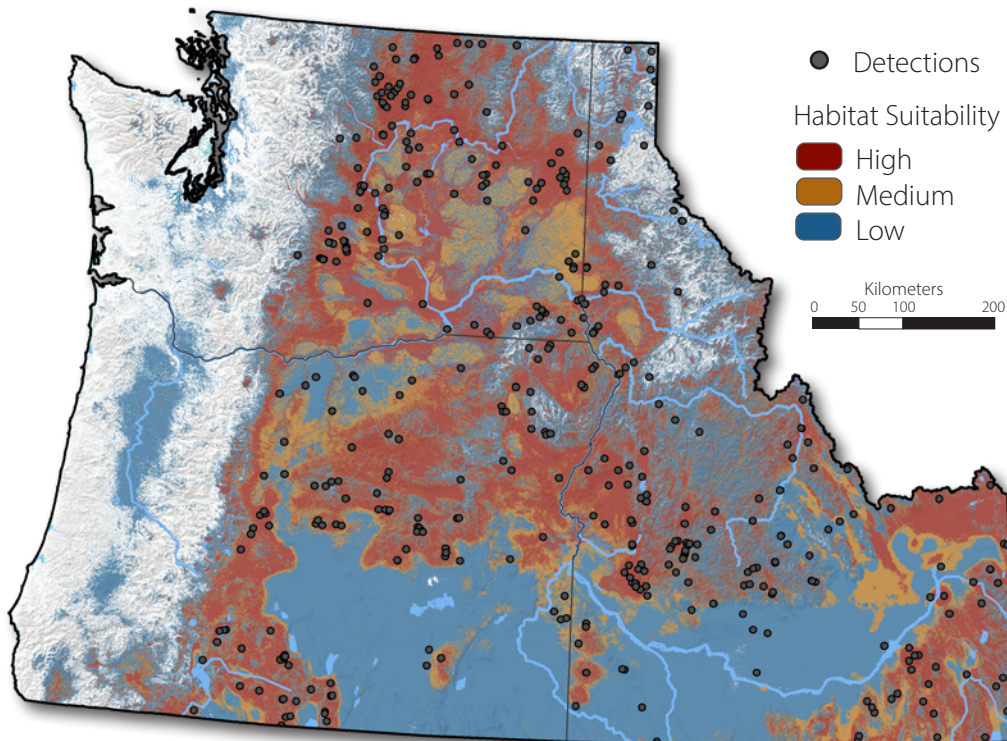 Detections
Habitat Suitability
High
Medium
Low
Kilometers
0 50 100 200